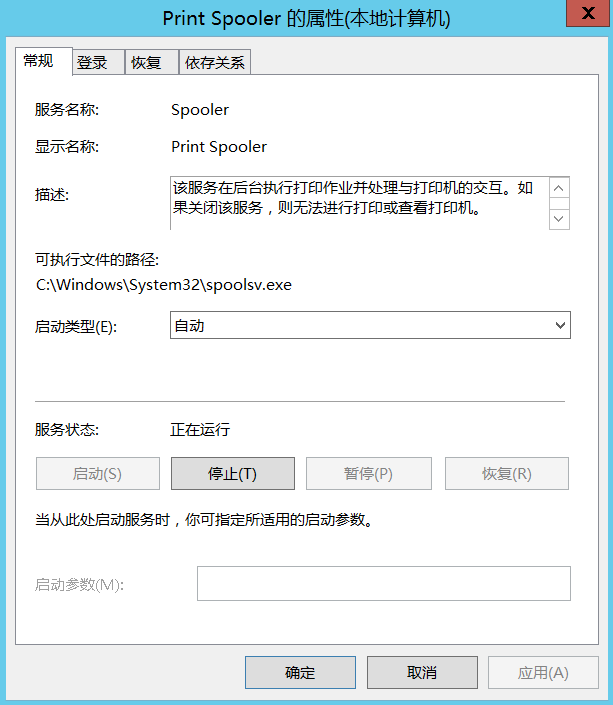 Print Spooler 的属性(本地计算机)
常规 登录 恢复 依存关系
服务名称: Spooler
显示名称: Print Spooler
描述: 该服务在后台执行打印作业并处理与打印机的交互。如
果关闭该服务，则无法进行打印或查看打印机。
可执行文件的路径:
C:\Windows\System32\spoolsv.exe
启动类型(E): 自动
服务状态: 正在运行
启动(S) 停止(T) 暂停(P) 恢复(R)
当从此处启动服务时，你可指定所适用的启动参数。
启动参数(M):
确定 取消 应用(A)